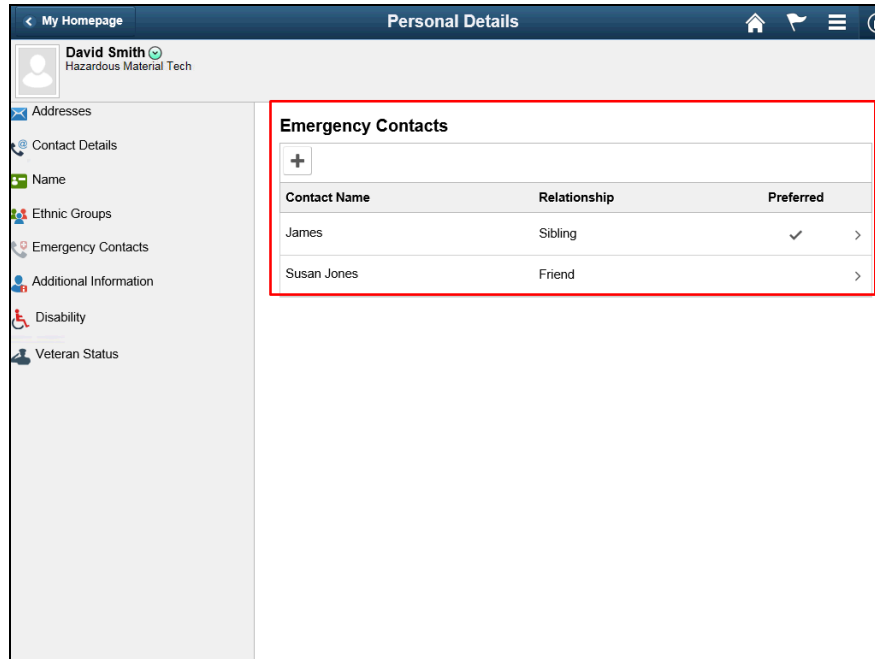 My Homepage
Personal Details
David Smith
Hazardous Material Tech
Addresses
Contact Details
Name
Ethnic Groups
Emergency Contacts
Additional Information
Disability
Veteran Status
Emergency Contacts
Contact Name Relationship Preferred
James Sibling
Susan Jones Friend